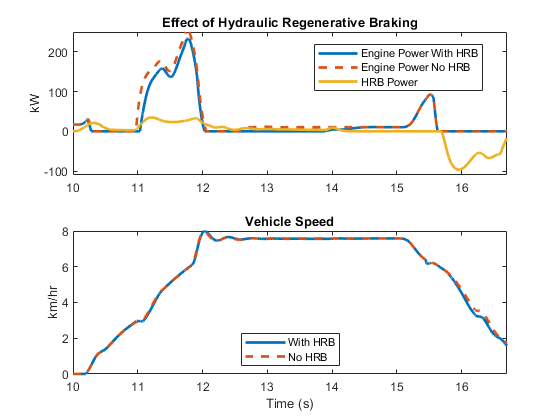 Effect of Hydraulic Regenerative Braking
200
100
0
-100
kW
Engine Power With HRB
Engine Power No HRB
HRB Power
10 11 12 13 14 15 16
Vehicle Speed
8
6
4
2
0
km/hr
With HRB
No HRB
10 11 12 13 14 15 16
Time (s)